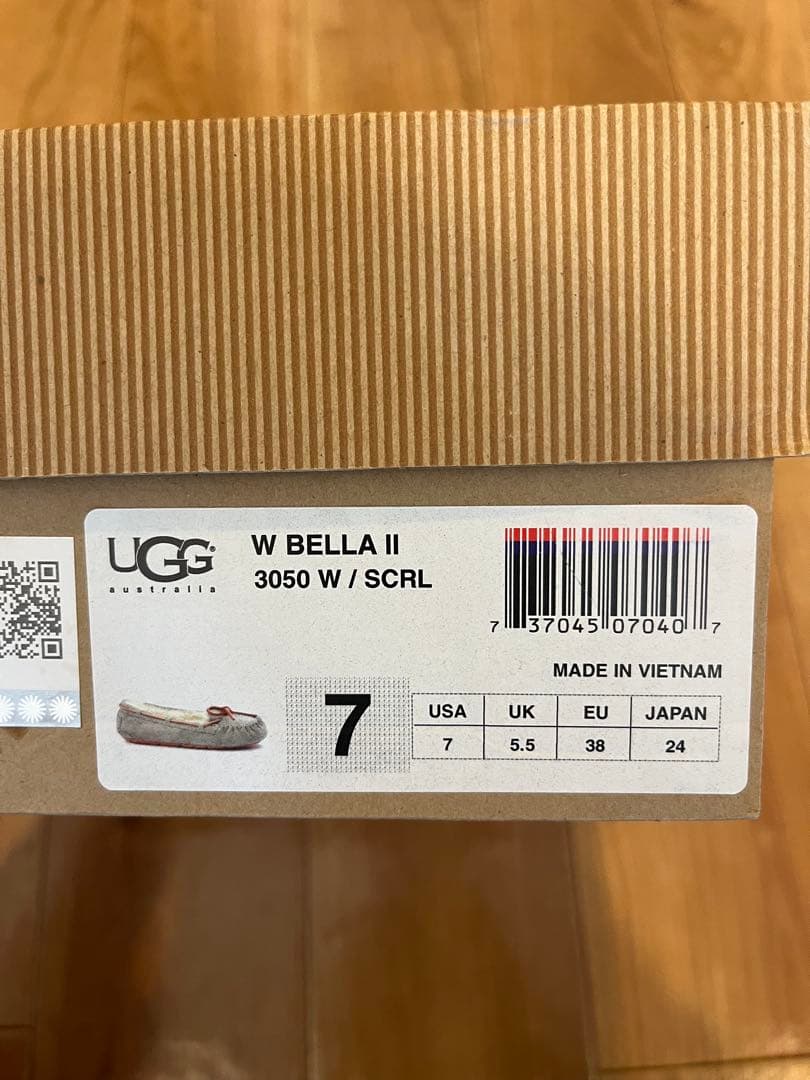 UGG®
australia
W BELLA II
3050 W / SCRL
7 37045 07040 7
MADE IN VIETNAM
7
USA UK EU JAPAN
7 5.5 38 24